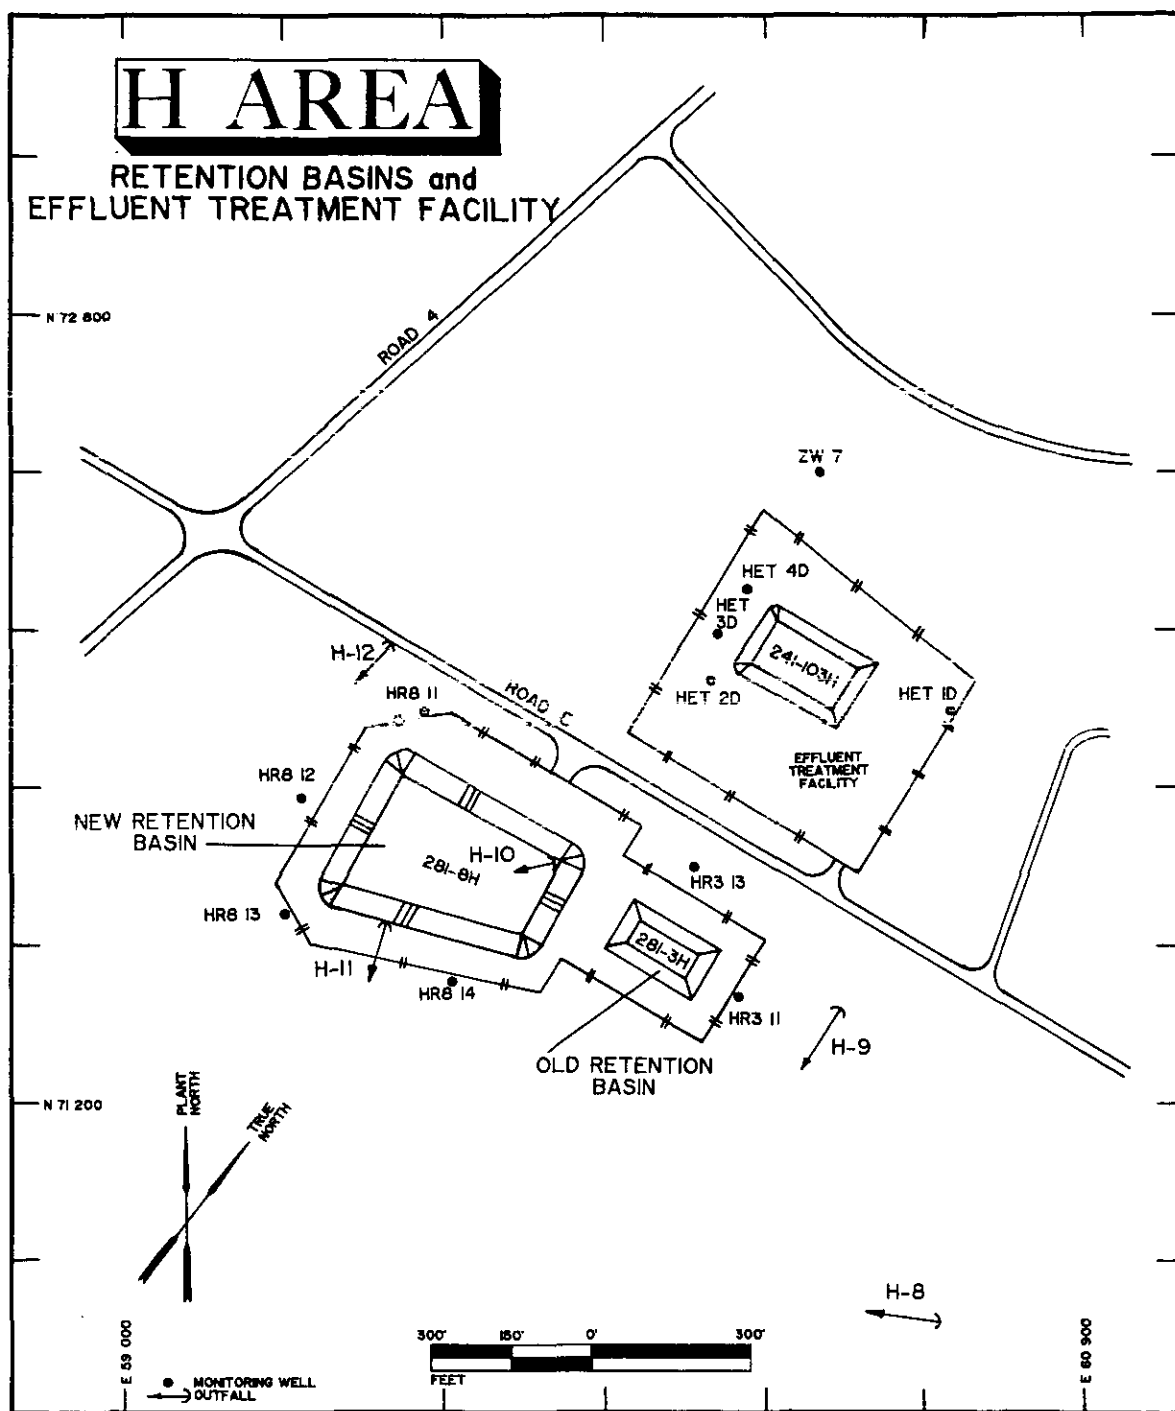 H AREA
RETENTION BASINS and
EFFLUENT TREATMENT FACILITY
N 72 800
ROAD 4
ZW 7
HET 4D
HET
3D
241-103H
H-12
HET 2D
HET 1D
HR8 11
ROAD E
EFFLUENT
TREATMENT
FACILITY
HR8 12
NEW RETENTION
BASIN
H-10
281-8H
HR3 13
HR8 13
281-3H
H-11
HR8 14
HR3 11
H-9
OLD RETENTION
BASIN
PLANT
NORTH
TRUE
NORTH
N 71 200
H-8
E 59 000
E 60 900
300' 150' 0' 300'
FEET
MONITORING WELL
OUTFALL